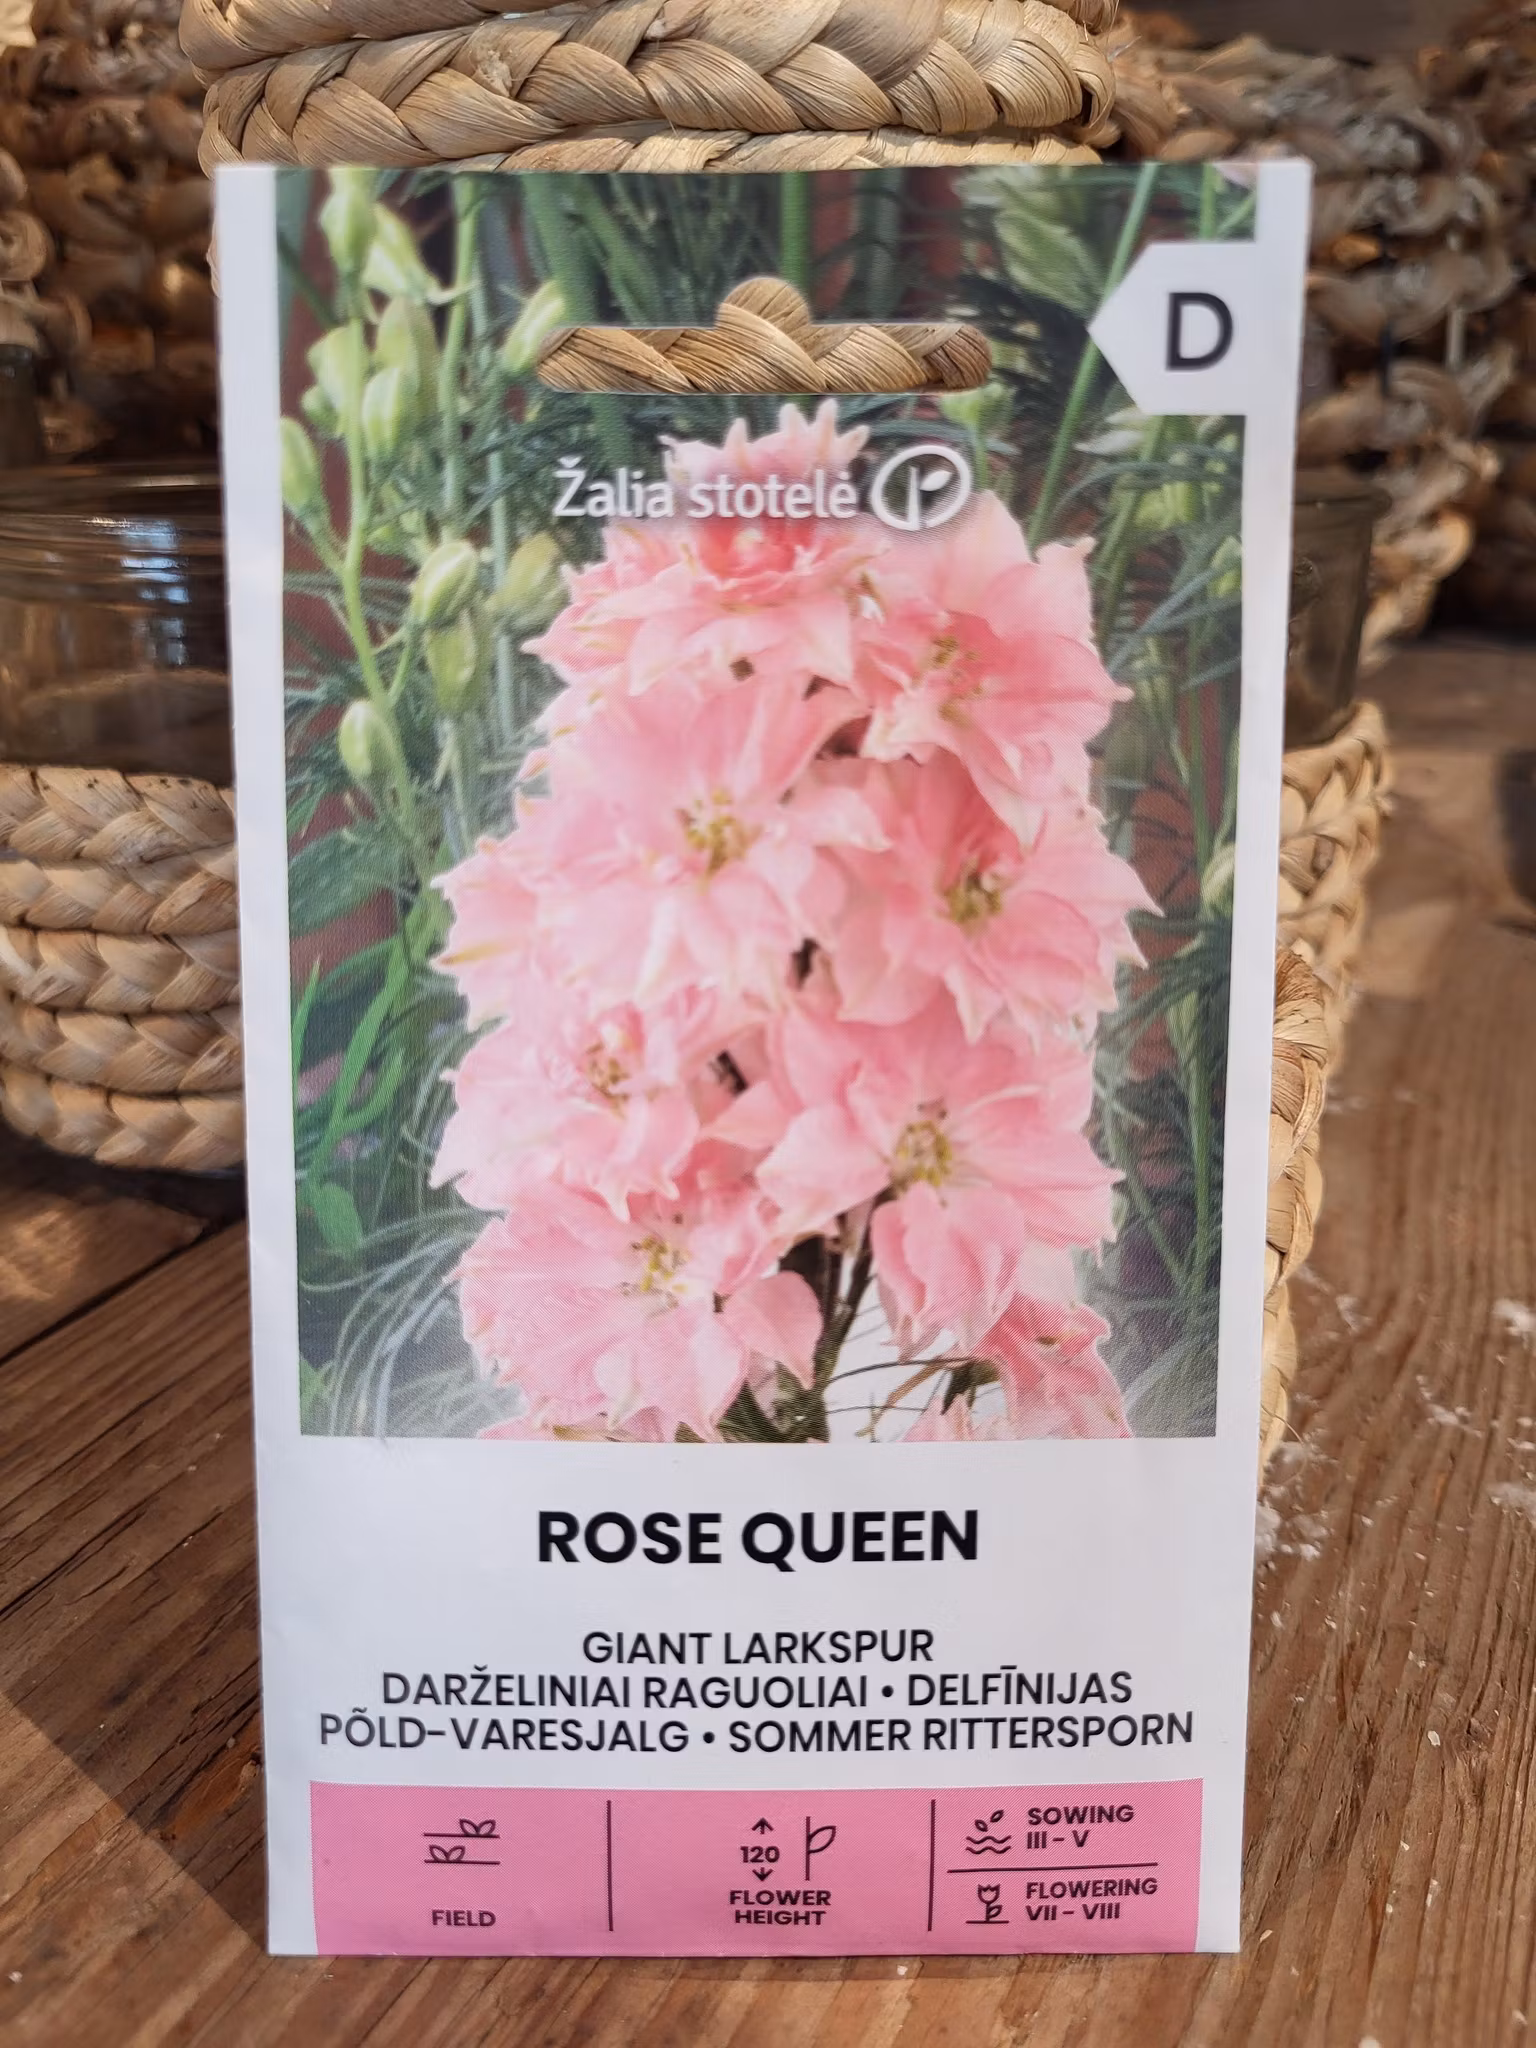 D
Žalia stotelė
ROSE QUEEN
GIANT LARKSPUR
DARŽELINIAI RAGUOLIAI • DELFĪNIJAS
PÕLD-VARESJALG • SOMMER RITTERSPORN
FIELD
120
FLOWER
HEIGHT
SOWING
III – V
FLOWERING
VII – VIII